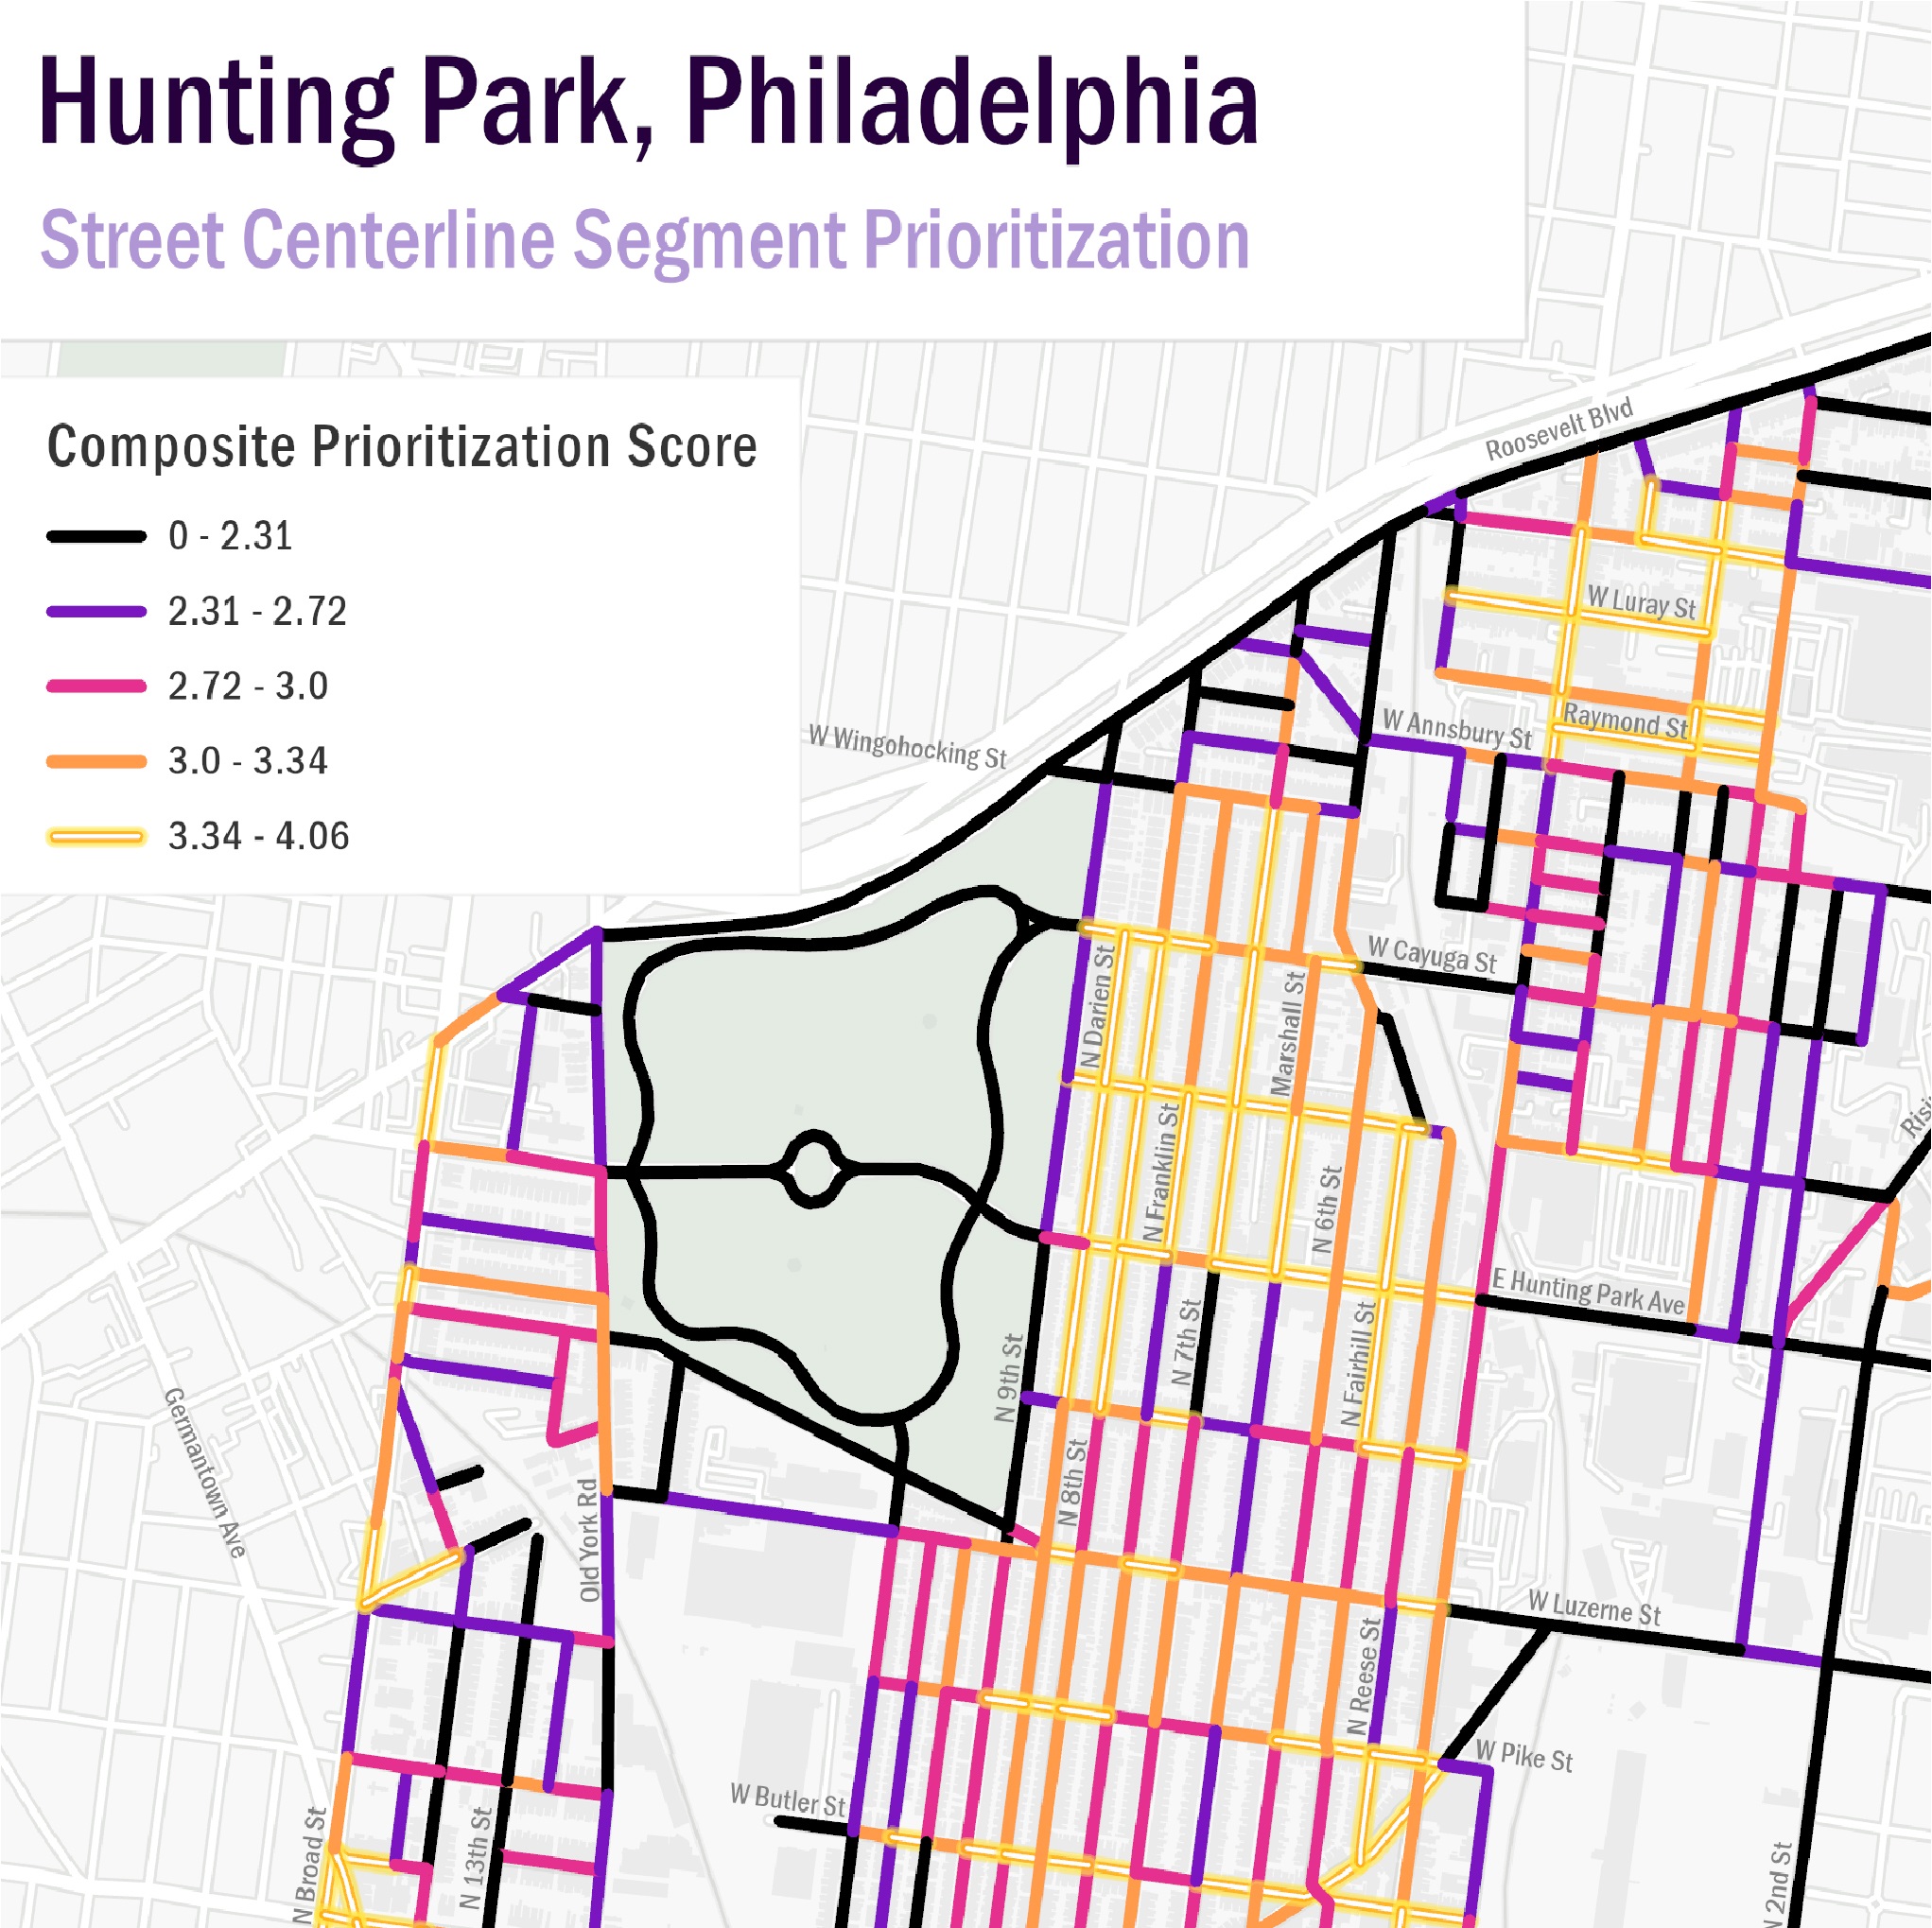 Hunting Park, Philadelphia
Street Centerline Segment Prioritization
Composite Prioritization Score
0 - 2.31
2.31 - 2.72
2.72 - 3.0
3.0 - 3.34
3.34 - 4.06
Roosevelt Blvd
W Luray St
W Wingohocking St
W Annsbury St
Raymond St
W Cayuga St
N Darien St
Marshall St
N Franklin St
N 6th St
E Hunting Park Ave
N 7th St
N Fairhill St
N 9th St
N 8th St
Germantown Ave
Old York Rd
W Luzerne St
N Reese St
W Pike St
W Butler St
N Broad St
N 13th St
N 2nd St